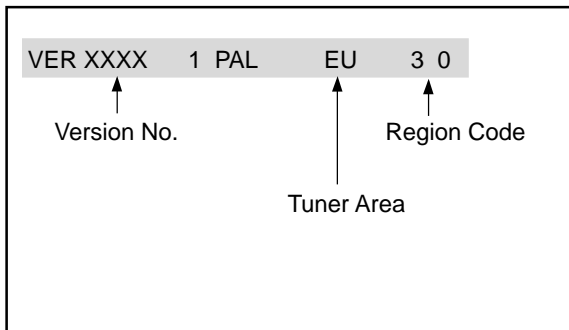 VER XXXX 1 PAL EU 3 0
Version No.
Region Code
Tuner Area